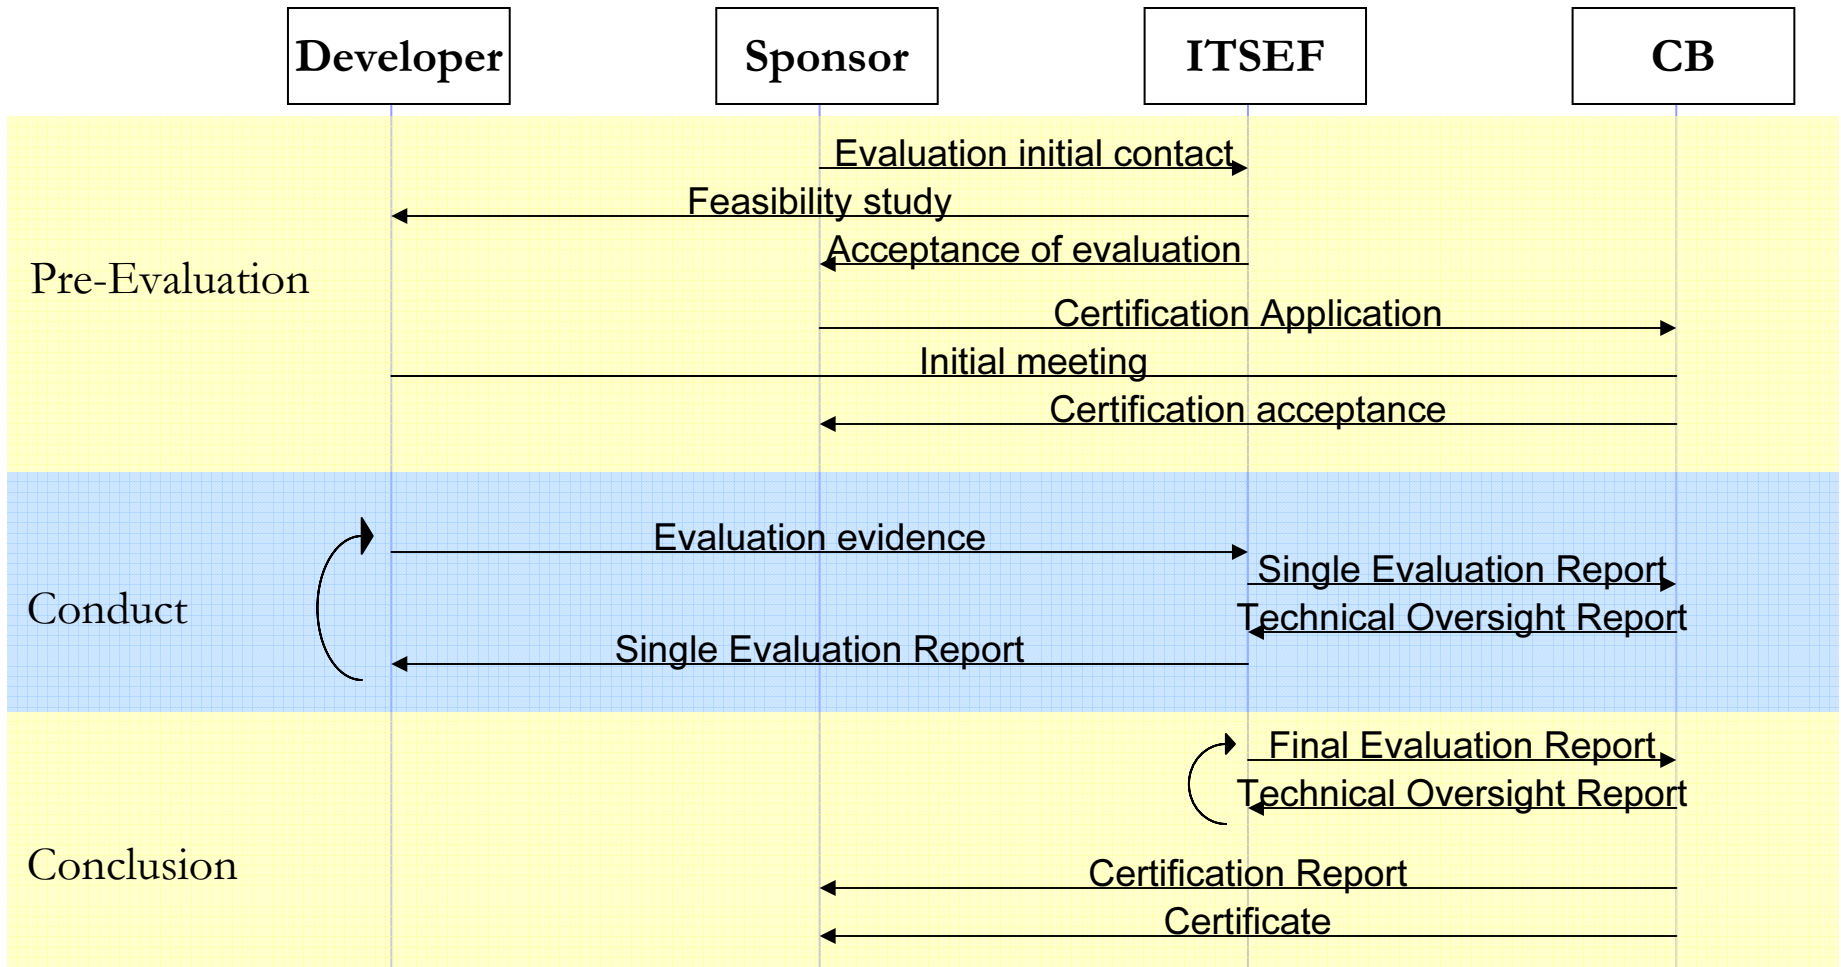 Developer
Sponsor
ITSEF
CB
Evaluation initial contact
Feasibility study
Acceptance of evaluation
Pre-Evaluation
Certification Application
Initial meeting
Certification acceptance
Evaluation evidence
Single Evaluation Report
Conduct
Technical Oversight Report
Single Evaluation Report
Final Evaluation Report
Technical Oversight Report
Conclusion
Certification Report
Certificate